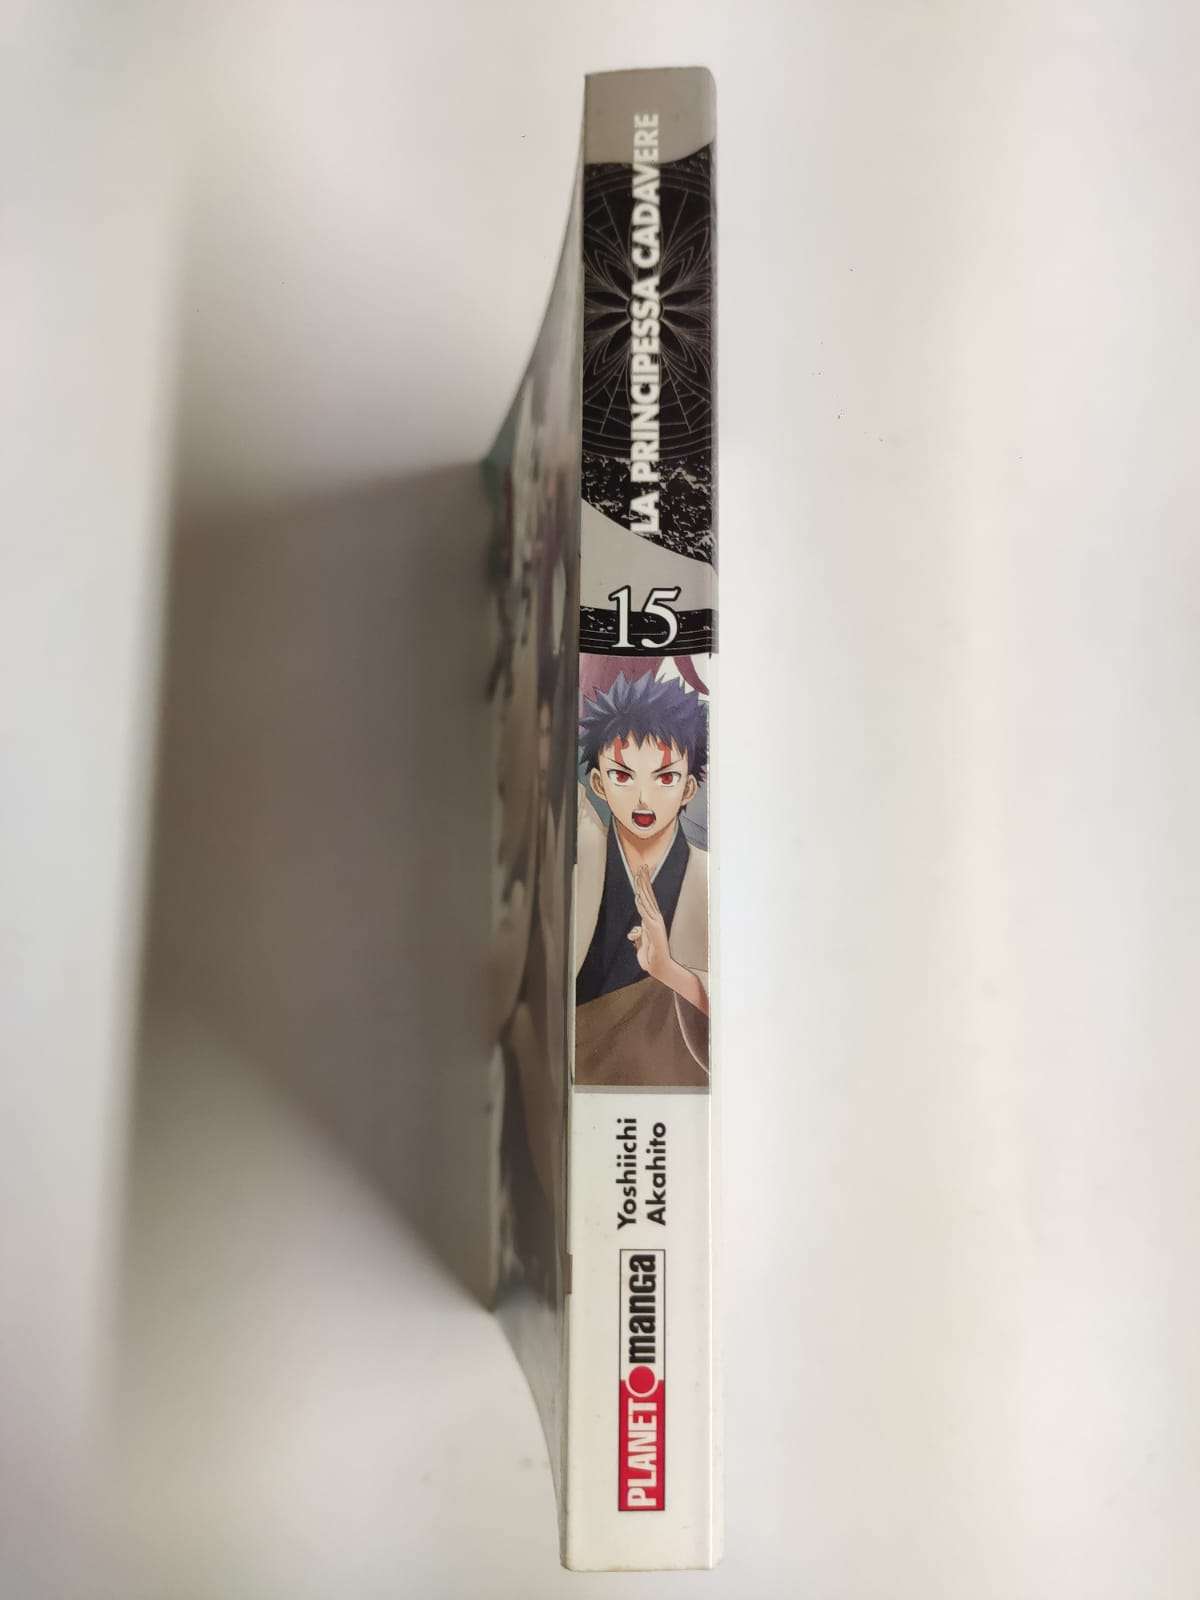 LA PRINCIPESSA CADAVERE
15
Yoshiichi
Akahito
PLANET manga